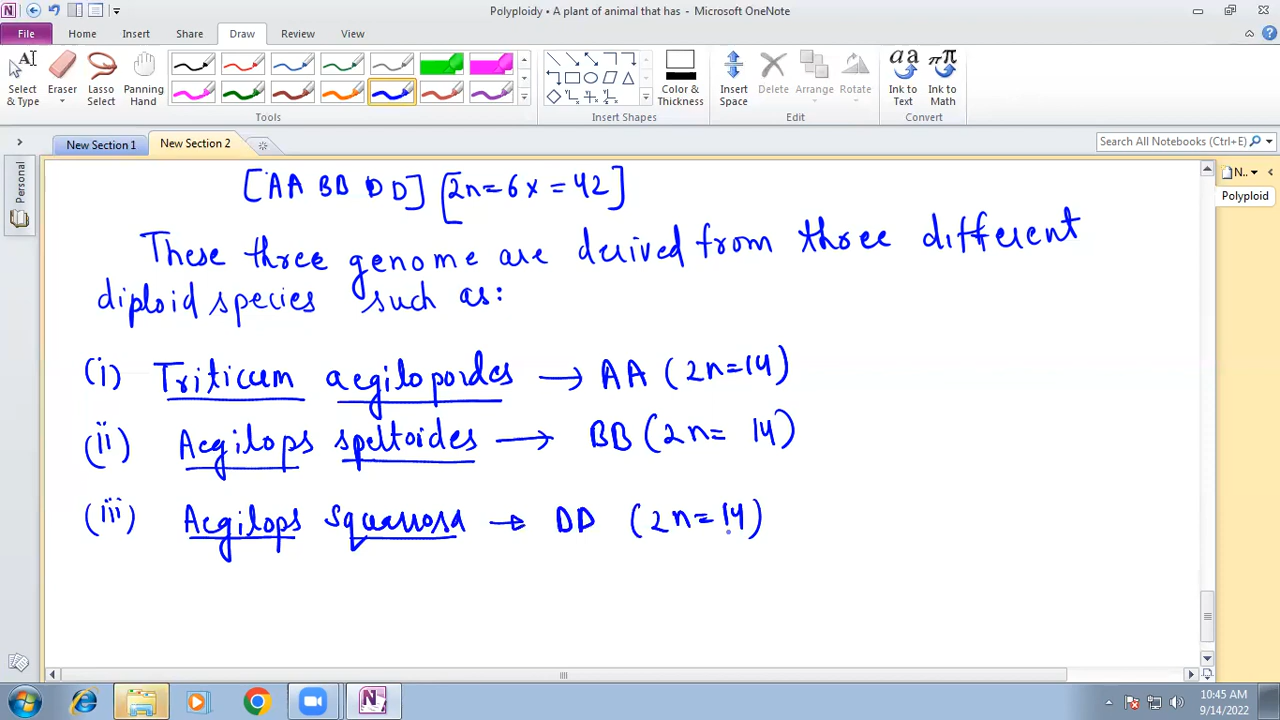 Polyploidy - A plant of animal that has - Microsoft OneNote
File Home Insert Draw Review View
Select & Type Eraser Lasso Select Panning Hand Color & Thickness Insert Space Delete Arrange Rotate Ink to Text Ink to Math
Tools Insert Shapes Edit Convert
New Section 1 New Section 2 Search All Notebooks (Ctrl+E)
Personal
N..
Polyploid
[AA BB DD] [2n=6x=42]
These three genome are derived from three different
diploid species such as:
(i) Triticum aegilopoides → AA (2n=14)
(ii) Aegilops speltoides → BB (2n= 14)
(iii) Aegilops squarrosa → DD (2n=14)
10:45 AM
9/14/2022